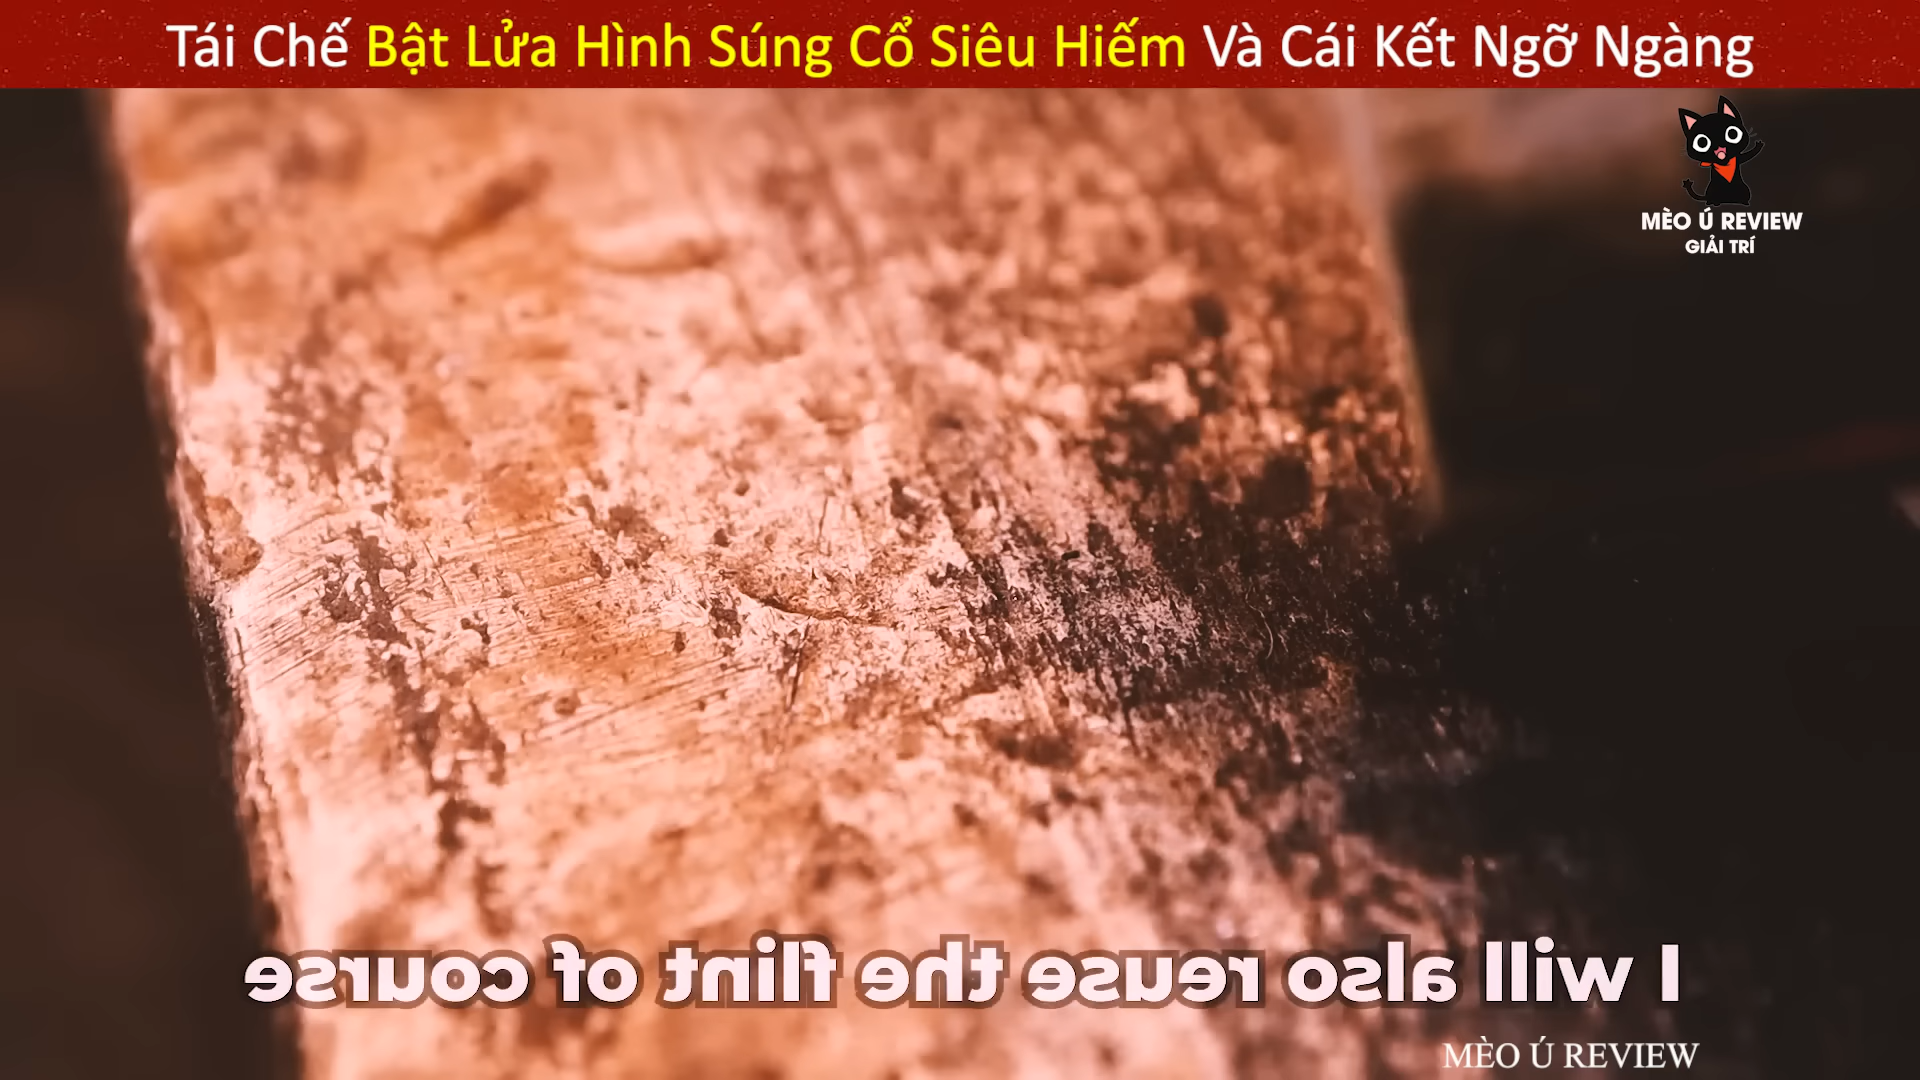 Tái Chế Bật Lửa Hình Súng Cổ Siêu Hiếm Và Cái Kết Ngỡ Ngàng
MÈO Ú REVIEW
GIẢI TRÍ
I will also reuse the flint of course
MÈO Ú REVIEW